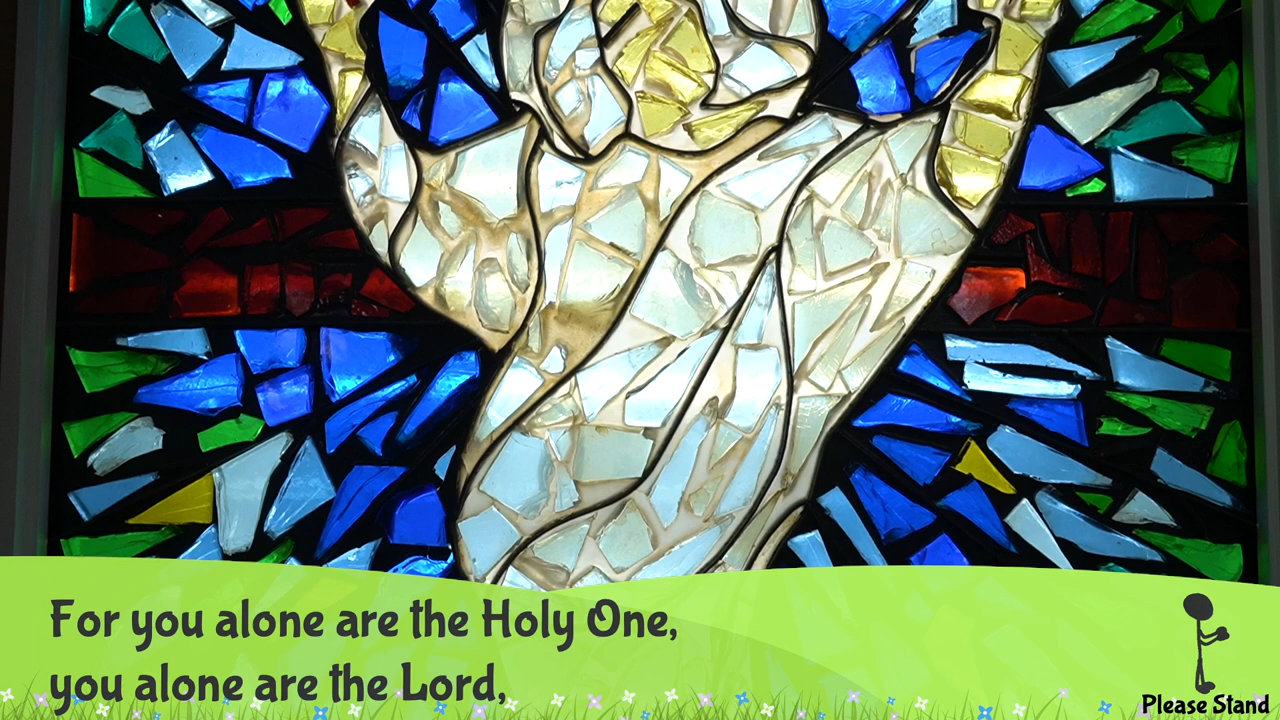 For you alone are the Holy One,
you alone are the Lord,
Please Stand